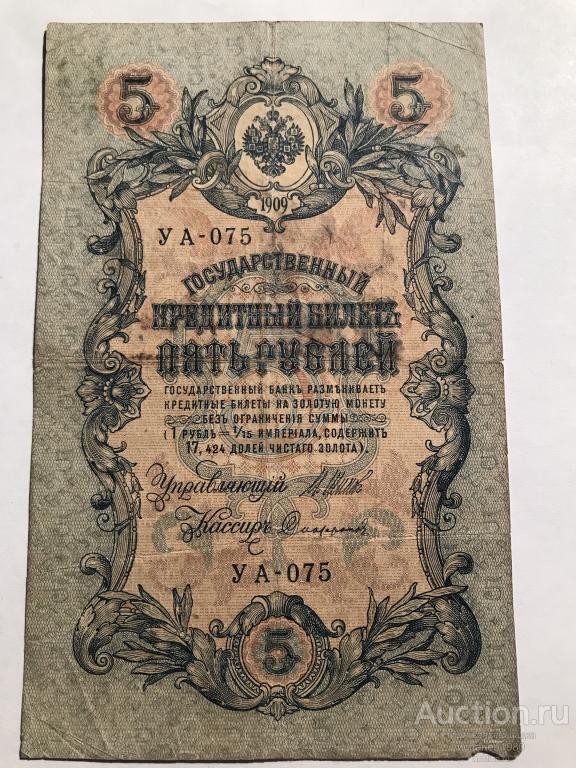 5 5
1909
УА-075
ГОСУДАРСТВЕННЫЙ
КРЕДИТНЫЙ БИЛЕТЪ
ПЯТЬ РУБЛЕЙ
ГОСУДАРСТВЕННЫЙ БАНКЪ РАЗМѢНИВАЕТЪ
КРЕДИТНЫЕ БИЛЕТЫ НА ЗОЛОТУЮ МОНЕТУ
БЕЗЪ ОГРАНИЧЕНІЯ СУММЫ
(1 РУБЛЬ = 1/15 ИМПЕРІАЛА, СОДЕРЖИТЪ
17,424 ДОЛЕЙ ЧИСТАГО ЗОЛОТА).
Управляющій
Кассиръ
УА-075
5
Auction.ru